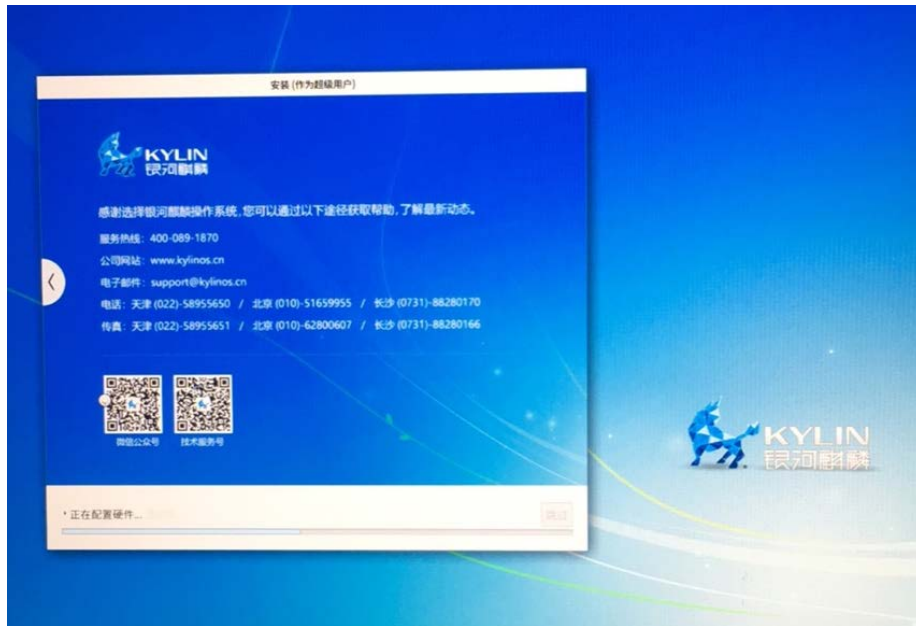 安装 (作为超级用户)
KYLIN
银河麒麟
感谢选择银河麒麟操作系统,您可以通过以下途径获取帮助,了解最新动态。
服务热线: 400-089-1870
公司网站: www.kylinos.cn
电子邮件: support@kylinos.cn
电话: 天津 (022)-58955650 / 北京 (010)-51659955 / 长沙 (0731)-88280170
传真: 天津 (022)-58955651 / 北京 (010)-62800607 / 长沙 (0731)-88280166
微信公众号 技术服务号
KYLIN
银河麒麟
正在配置硬件...
跳过